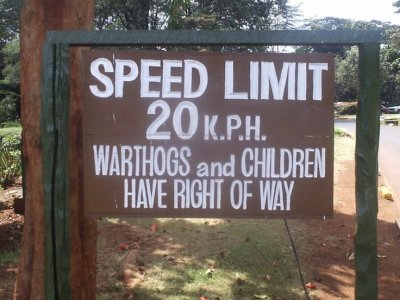 SPEED LIMIT
20 K.P.H.
WARTHOGS and CHILDREN
HAVE RIGHT OF WAY